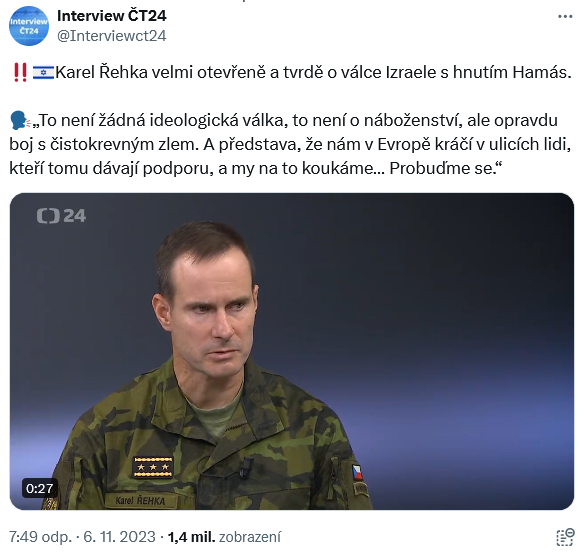 Interview ČT24
@Interviewct24
Interview ČT24
‼️🇮🇱Karel Řehka velmi otevřeně a tvrdě o válce Izraele s hnutím Hamás.
🗣️„To není žádná ideologická válka, to není o náboženství, ale opravdu
boj s čistokrevným zlem. A představa, že nám v Evropě kráčí v ulicích lidi,
kteří tomu dávají podporu, a my na to koukáme... Probuďme se.“
24
Karel ŘEHKA
0:27
7:49 odp. · 6. 11. 2023 · 1,4 mil. zobrazení